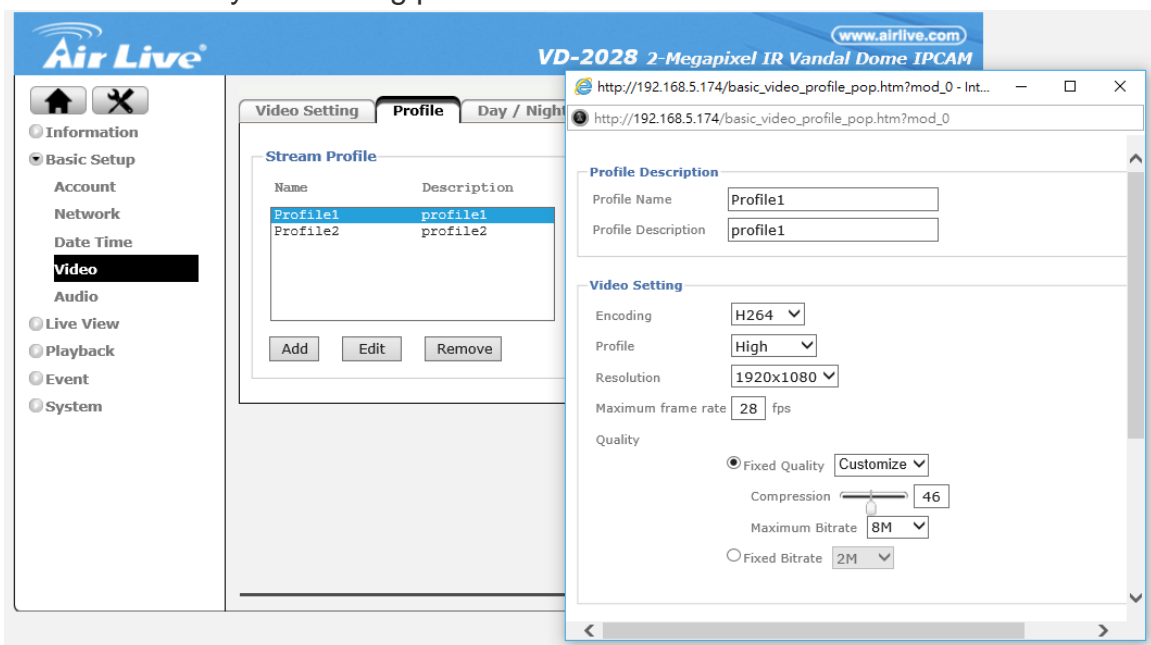 Air Live®
(www.airlive.com)
VD-2028 2-Megapixel IR Vandal Dome IPCAM
Information
Basic Setup
Account
Network
Date Time
Video
Audio
Live View
Playback
Event
System
Video Setting Profile Day / Night
Stream Profile
Name Description
Profile1 profile1
Profile2 profile2
Add Edit Remove
http://192.168.5.174/basic_video_profile_pop.htm?mod_0 - Int...
http://192.168.5.174/basic_video_profile_pop.htm?mod_0
Profile Description
Profile Name Profile1
Profile Description profile1
Video Setting
Encoding H264
Profile High
Resolution 1920x1080
Maximum frame rate 28 fps
Quality
Fixed Quality Customize
Compression 46
Maximum Bitrate 8M
Fixed Bitrate 2M